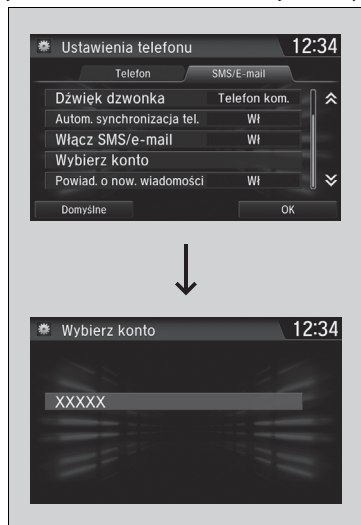 Ustawienia telefonu 12:34
Telefon SMS/E-mail
Dźwięk dzwonka Telefon kom.
Autom. synchronizacja tel. Wł
Włącz SMS/e-mail Wł
Wybierz konto
Powiad. o now. wiadomości Wł
Domyślne OK
Wybierz konto 12:34
XXXXX